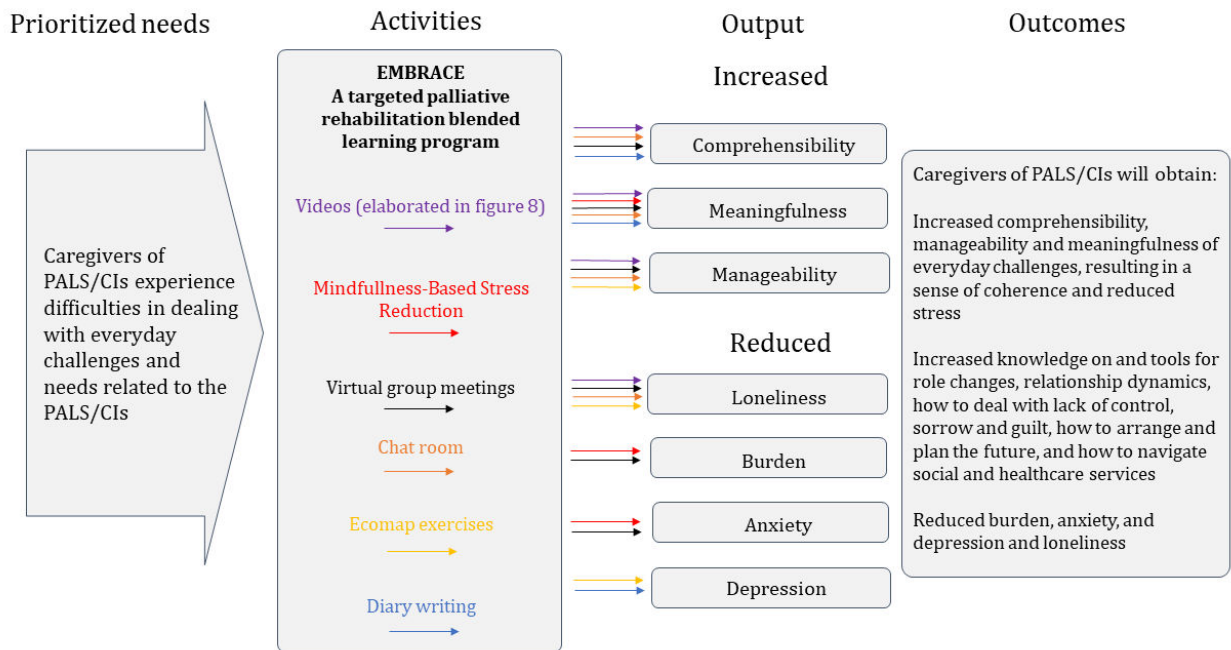 Prioritized needs
Activities
Output
Outcomes
Caregivers of
PALS/CIs experience
difficulties in dealing
with everyday
challenges and
needs related to the
PALS/CIs
EMBRACE
A targeted palliative
rehabilitation blended
learning program
Videos (elaborated in figure 8)
Mindfullness-Based Stress
Reduction
Virtual group meetings
Chat room
Ecomap exercises
Diary writing
Increased
Comprehensibility
Meaningfulness
Manageability
Reduced
Loneliness
Burden
Anxiety
Depression
Caregivers of PALS/CIs will obtain:
Increased comprehensibility,
manageability and meaningfulness of
everyday challenges, resulting in a
sense of coherence and reduced
stress
Increased knowledge on and tools for
role changes, relationship dynamics,
how to deal with lack of control,
sorrow and guilt, how to arrange and
plan the future, and how to navigate
social and healthcare services
Reduced burden, anxiety, and
depression and loneliness